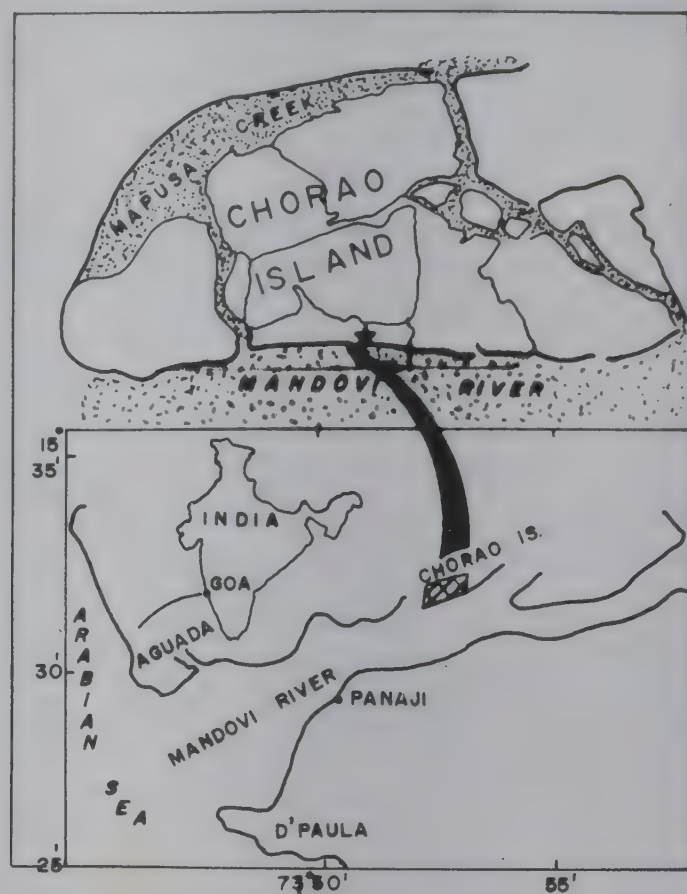 MAPUSA CREEK
CHORAO
ISLAND
MANDOVI RIVER
15°
35'
INDIA
CHORAO IS.
GOA
AGUADA
ARABIAN
SEA
30'
MANDOVI RIVER
PANAJI
D'PAULA
25'
73°50'
55'